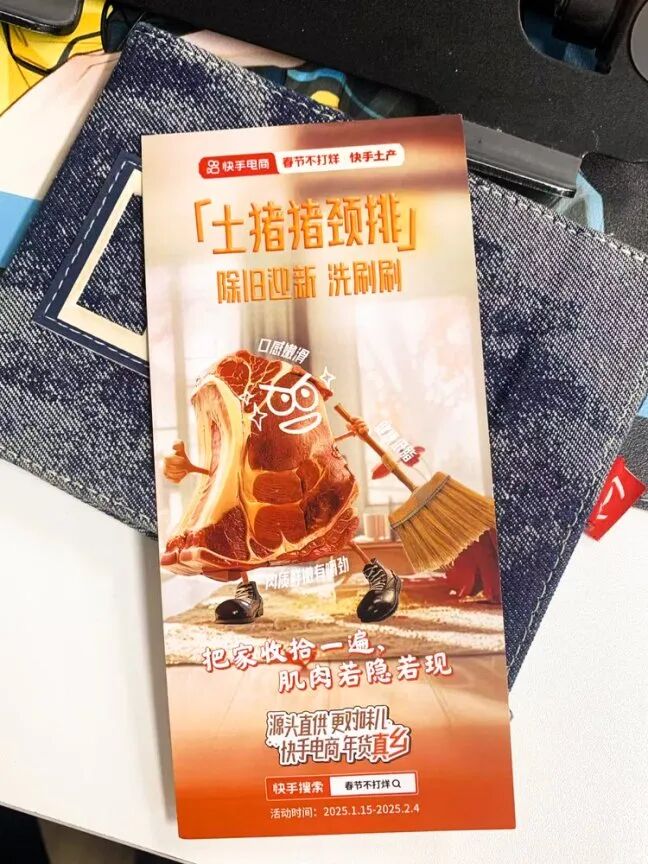 快手电商 春节不打烊 快手土产
「土猪猪颈排」
除旧迎新 洗刷刷
口感嫩滑
肉质鲜嫩有嚼劲
把家收拾一遍、
肌肉若隐若现
源头直供 更对味儿
快手电商 年货真乡
快手搜索 春节不打烊
活动时间：2025.1.15-2025.2.4